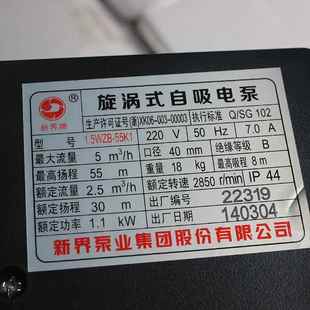 新界牌 ® 旋涡式自吸电泵
生产许可证号(浙)XK06-003-00003 执行标准 Q/SG 102
型号 5WZB-55K1 220 V 50 Hz 7.0 A
最大流量 5 m³/h 口径 40 mm 绝缘等级 B
最高扬程 55 m 重量 18 kg 最高吸程 8 m
额定流量 2.5 m³/h 额定转速 2850 r/min IP 44
额定扬程 30 m 出厂编号 22319
额定功率 1.1 kW 出厂日期 140304
新界泵业集团股份有限公司